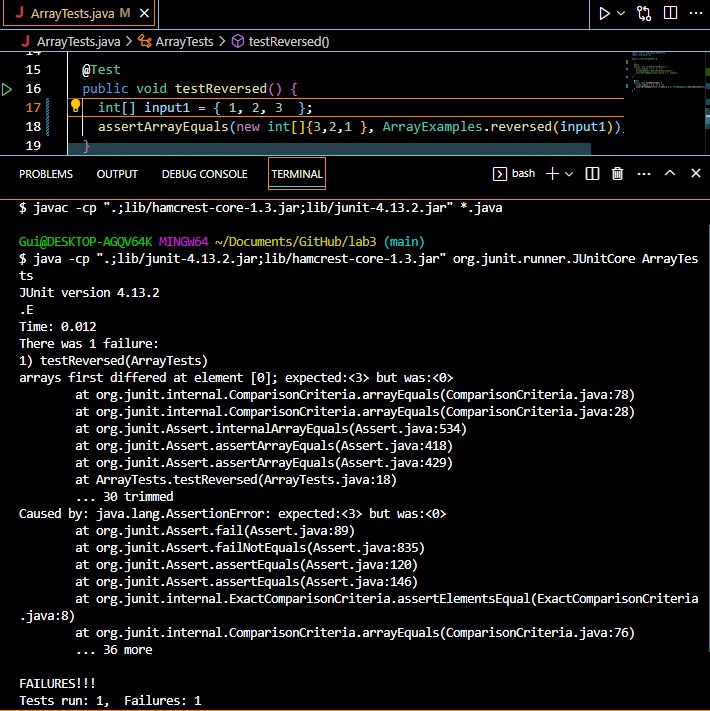 ArrayTests.java M
ArrayTests.java > ArrayTests > testReversed()
15 @Test
16 public void testReversed() {
17 int[] input1 = { 1, 2, 3 };
18 assertArrayEquals(new int[]{3,2,1 }, ArrayExamples.reversed(input1))
19 }
PROBLEMS OUTPUT DEBUG CONSOLE TERMINAL bash
$ javac -cp ".;lib/hamcrest-core-1.3.jar;lib/junit-4.13.2.jar" *.java
Gui@DESKTOP-AGQV64K MINGW64 ~/Documents/GitHub/lab3 (main)
$ java -cp ".;lib/junit-4.13.2.jar;lib/hamcrest-core-1.3.jar" org.junit.runner.JUnitCore ArrayTes
ts
JUnit version 4.13.2
.E
Time: 0.012
There was 1 failure:
1) testReversed(ArrayTests)
arrays first differed at element [0]; expected:<3> but was:<0>
at org.junit.internal.ComparisonCriteria.arrayEquals(ComparisonCriteria.java:78)
at org.junit.internal.ComparisonCriteria.arrayEquals(ComparisonCriteria.java:28)
at org.junit.Assert.internalArrayEquals(Assert.java:534)
at org.junit.Assert.assertArrayEquals(Assert.java:418)
at org.junit.Assert.assertArrayEquals(Assert.java:429)
at ArrayTests.testReversed(ArrayTests.java:18)
... 30 trimmed
Caused by: java.lang.AssertionError: expected:<3> but was:<0>
at org.junit.Assert.fail(Assert.java:89)
at org.junit.Assert.failNotEquals(Assert.java:835)
at org.junit.Assert.assertEquals(Assert.java:120)
at org.junit.Assert.assertEquals(Assert.java:146)
at org.junit.internal.ExactComparisonCriteria.assertElementsEqual(ExactComparisonCriteria
.java:8)
at org.junit.internal.ComparisonCriteria.arrayEquals(ComparisonCriteria.java:76)
... 36 more
FAILURES!!!
Tests run: 1,  Failures: 1